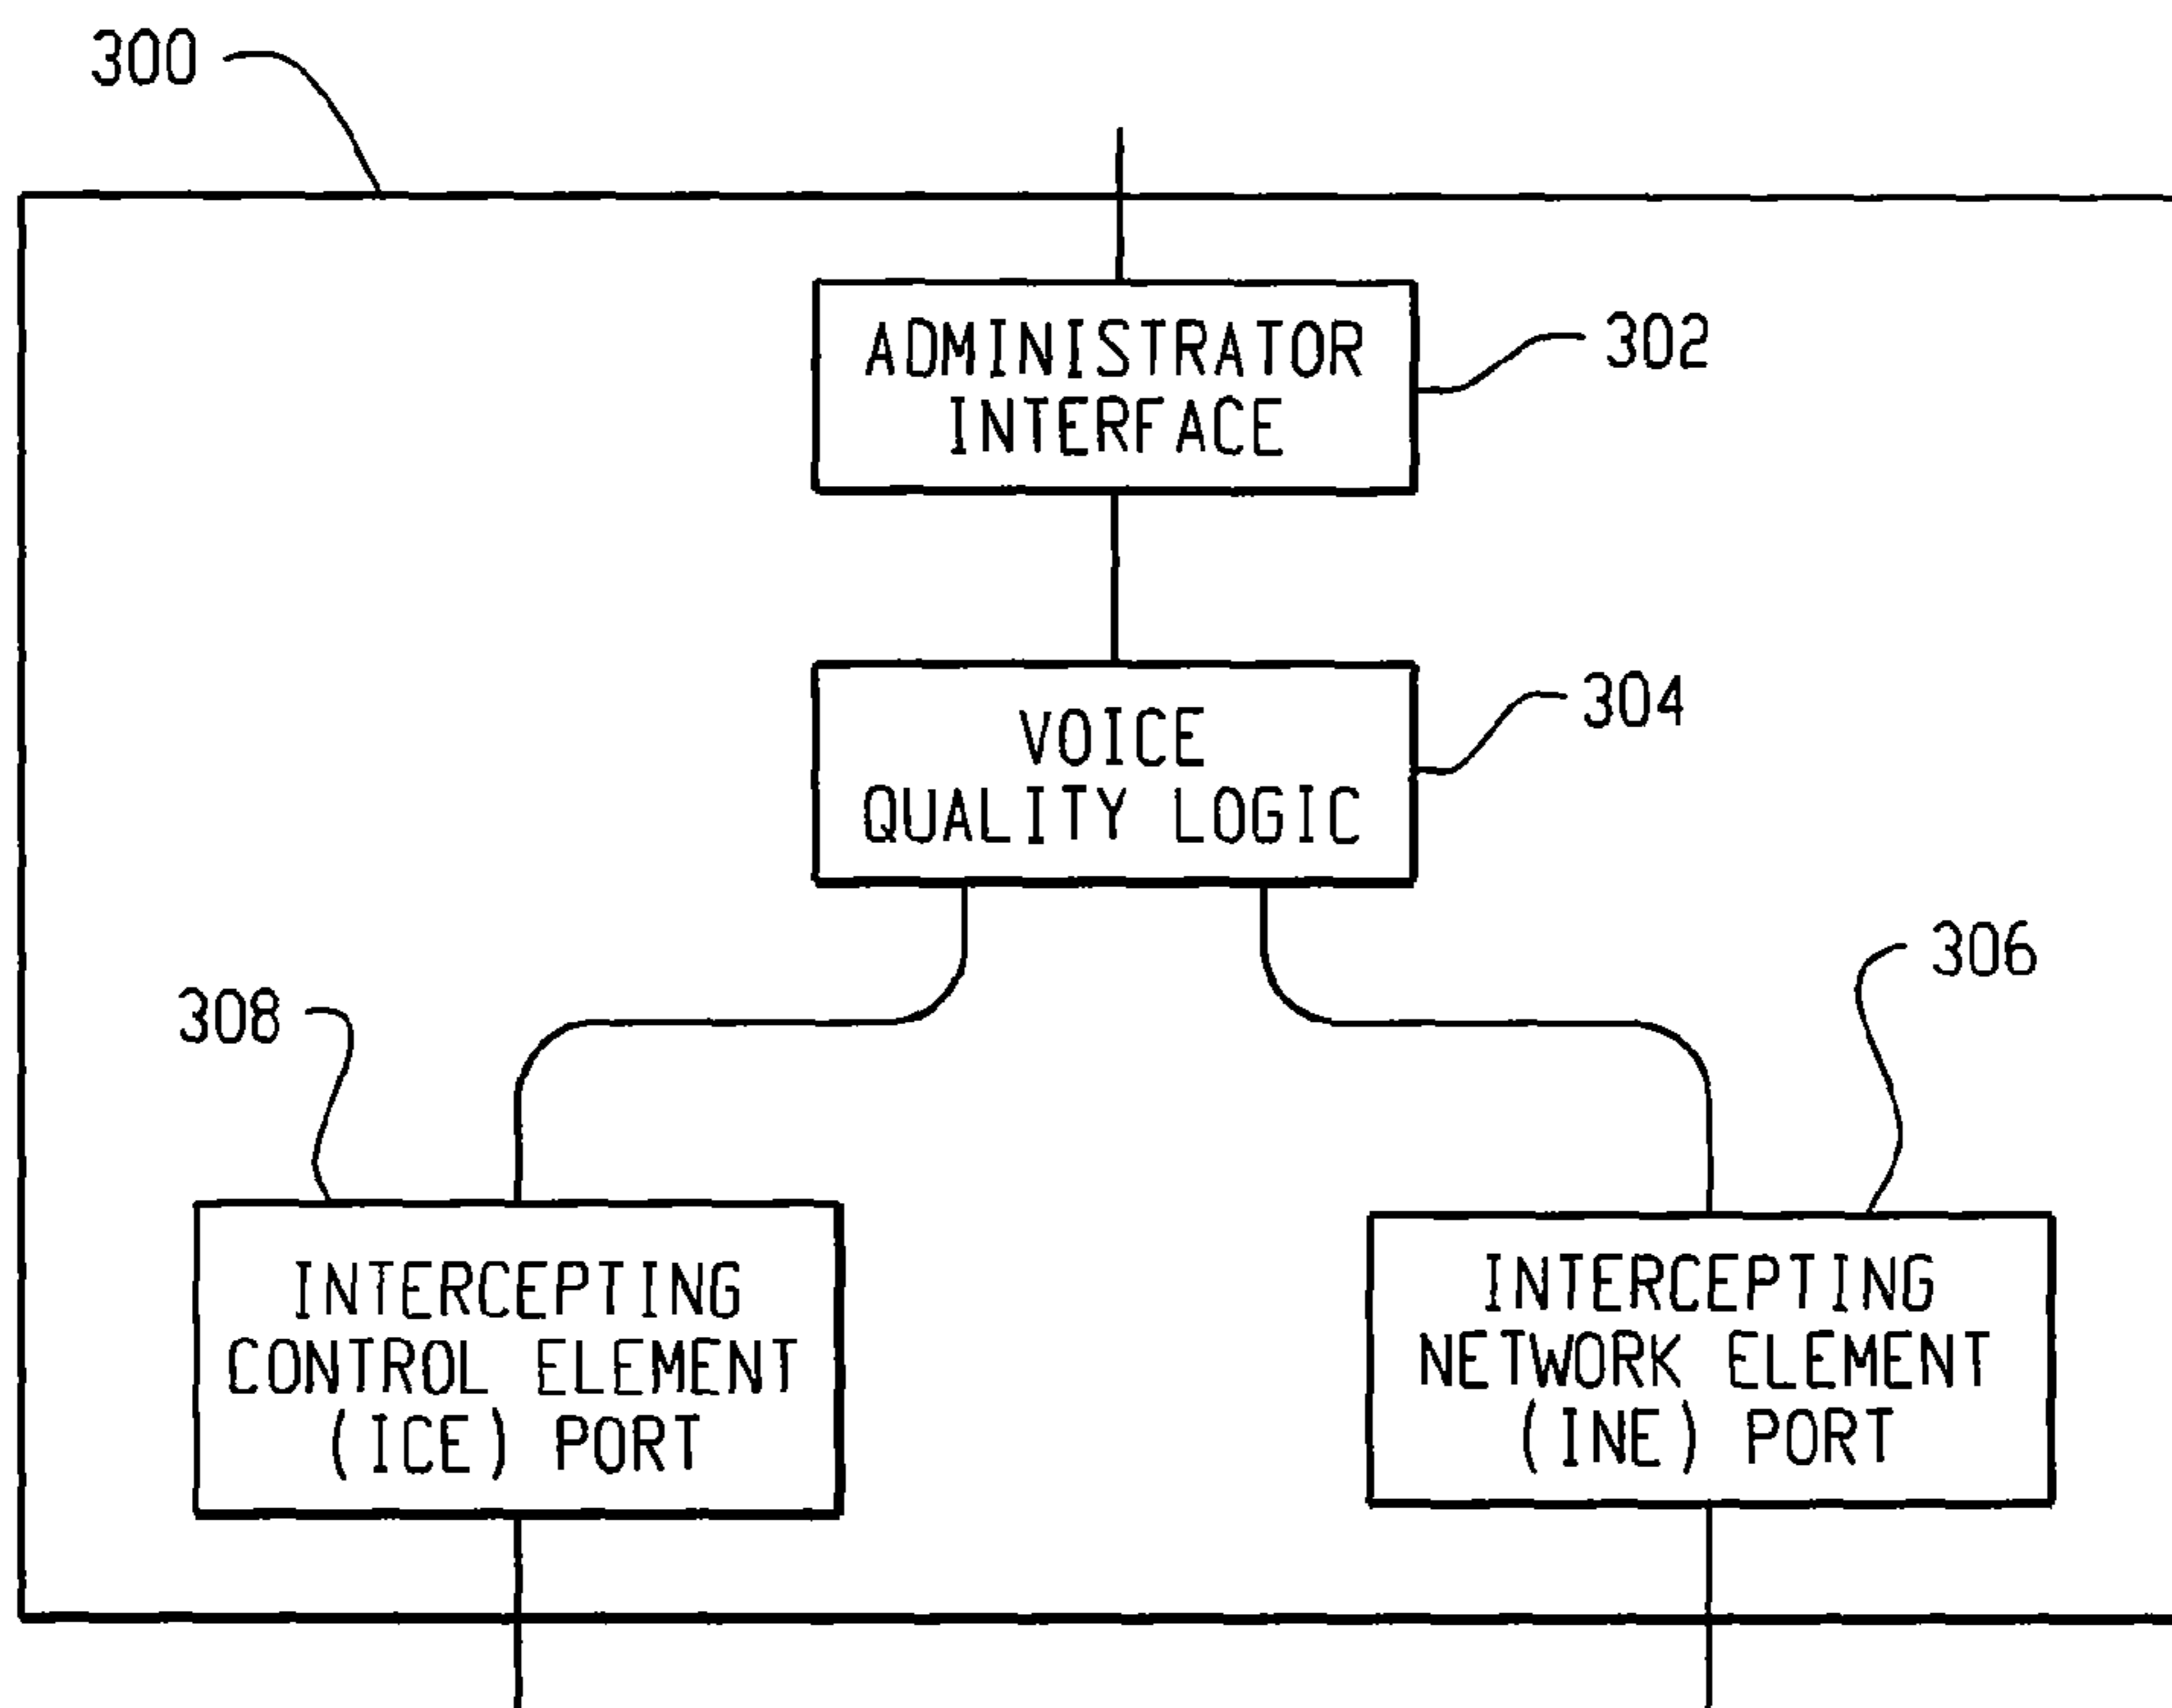 300
ADMINISTRATOR
INTERFACE
302
VOICE
QUALITY LOGIC
304
306
308
INTERCEPTING
CONTROL ELEMENT
(ICE) PORT
INTERCEPTING
NETWORK ELEMENT
(INE) PORT